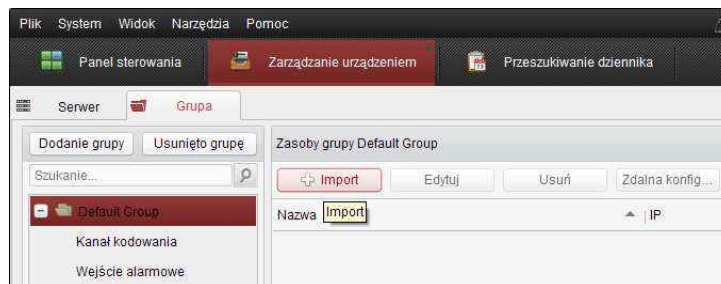 Plik System Widok Narzędzia Pomoc
Panel sterowania Zarządzanie urządzeniem Przeszukiwanie dziennika
Serwer Grupa
Dodanie grupy Usunięto grupę Zasoby grupy Default Group
Szukanie... Import Edytuj Usuń Zdalna konfig...
Default Group Nazwa Import IP
Kanał kodowania
Wejście alarmowe